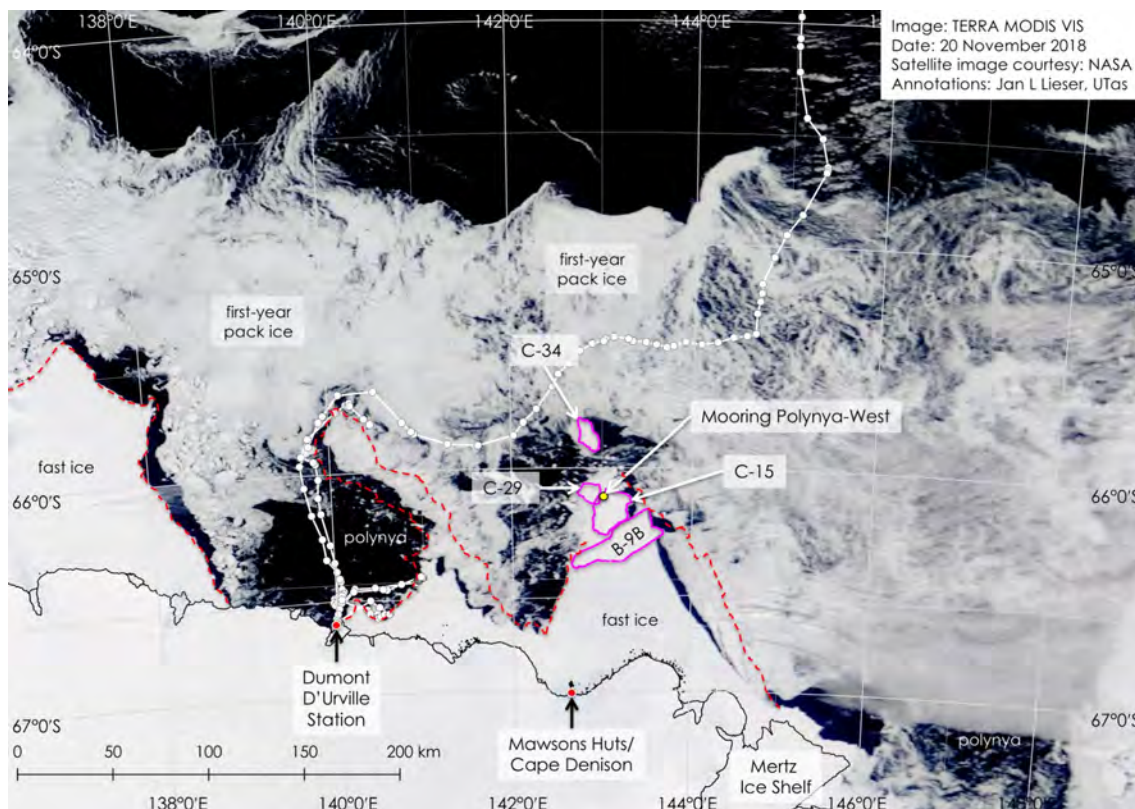 138°0'E
140°0'E
142°0'E
144°0'E
Image: TERRA MODIS VIS
Date: 20 November 2018
Satellite image courtesy: NASA
Annotations: Jan L Lieser, UTas
64°0'S
65°0'S
65°0'S
first-year
pack ice
first-year
pack ice
C-34
Mooring Polynya-West
fast ice
C-29
C-15
66°0'S
66°0'S
polynya
B-9B
fast ice
Dumont
D'Urville
Station
67°0'S
67°0'S
0 50 100 150 200 km
Mawsons Huts/
Cape Denison
Mertz
Ice Shelf
polynya
138°0'E
140°0'E
142°0'E
144°0'E
146°0'E